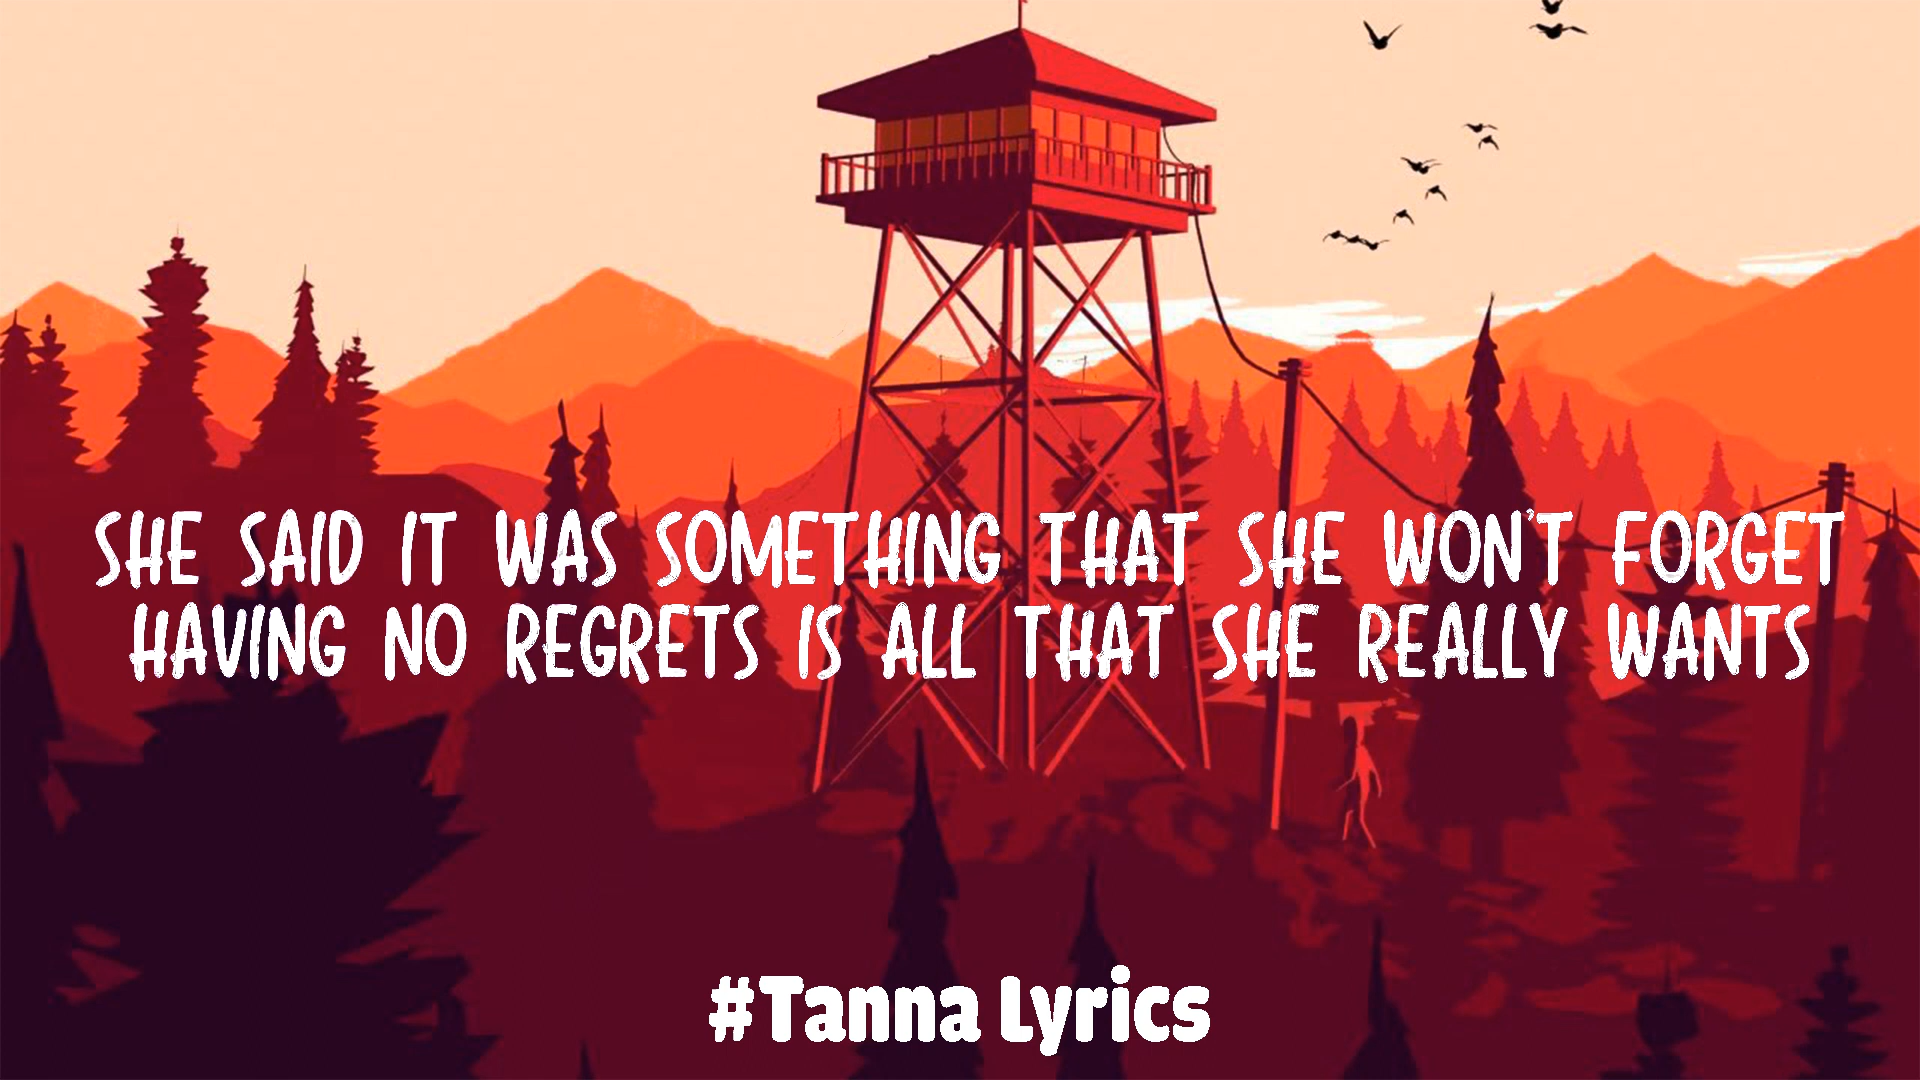 SHE SAID IT WAS SOMETHING THAT SHE WON'T FORGET
HAVING NO REGRETS IS ALL THAT SHE REALLY WANTS
#Tanna Lyrics